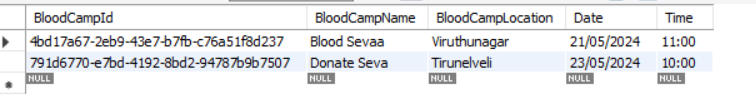 BloodCampId BloodCampName BloodCampLocation Date Time
4bd17a67-2eb9-43e7-b7fb-c76a51f8d237 Blood Sevaa Viruthunagar 21/05/2024 11:00
791d6770-e7bd-4192-8bd2-94787b9b7507 Donate Seva Tirunelveli 23/05/2024 10:00
NULL NULL NULL NULL NULL